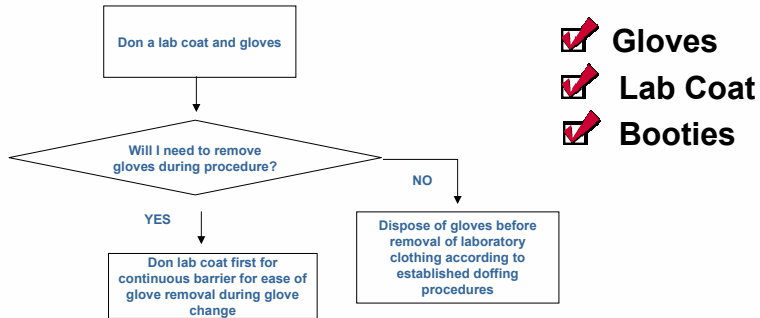 Don a lab coat and gloves
Will I need to remove
gloves during procedure?
YES
NO
Don lab coat first for
continuous barrier for ease of
glove removal during glove
change
Dispose of gloves before
removal of laboratory
clothing according to
established doffing
procedures
Gloves
Lab Coat
Booties